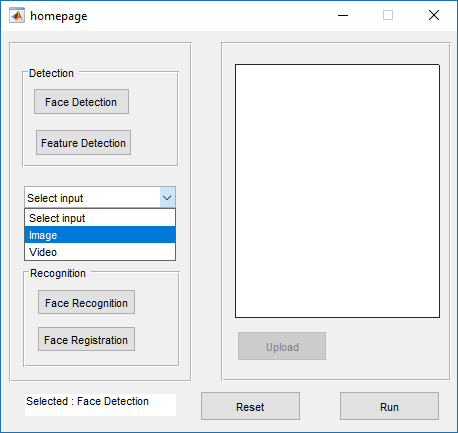 homepage
Detection
Face Detection
Feature Detection
Select input
Select input
Image
Video
Recognition
Face Recognition
Face Registration
Upload
Selected : Face Detection
Reset
Run